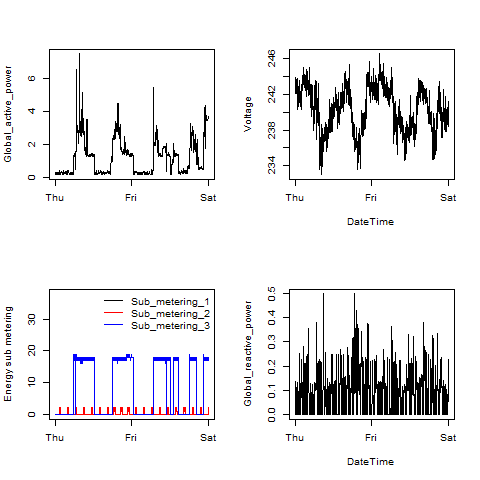 Global_active_power
0 2 4 6
Thu Fri Sat
Voltage
234 238 242 246
Thu Fri Sat
DateTime
Energy sub metering
0 10 20 30
Sub_metering_1
Sub_metering_2
Sub_metering_3
Thu Fri Sat
Global_reactive_power
0.0 0.1 0.2 0.3 0.4 0.5
Thu Fri Sat
DateTime